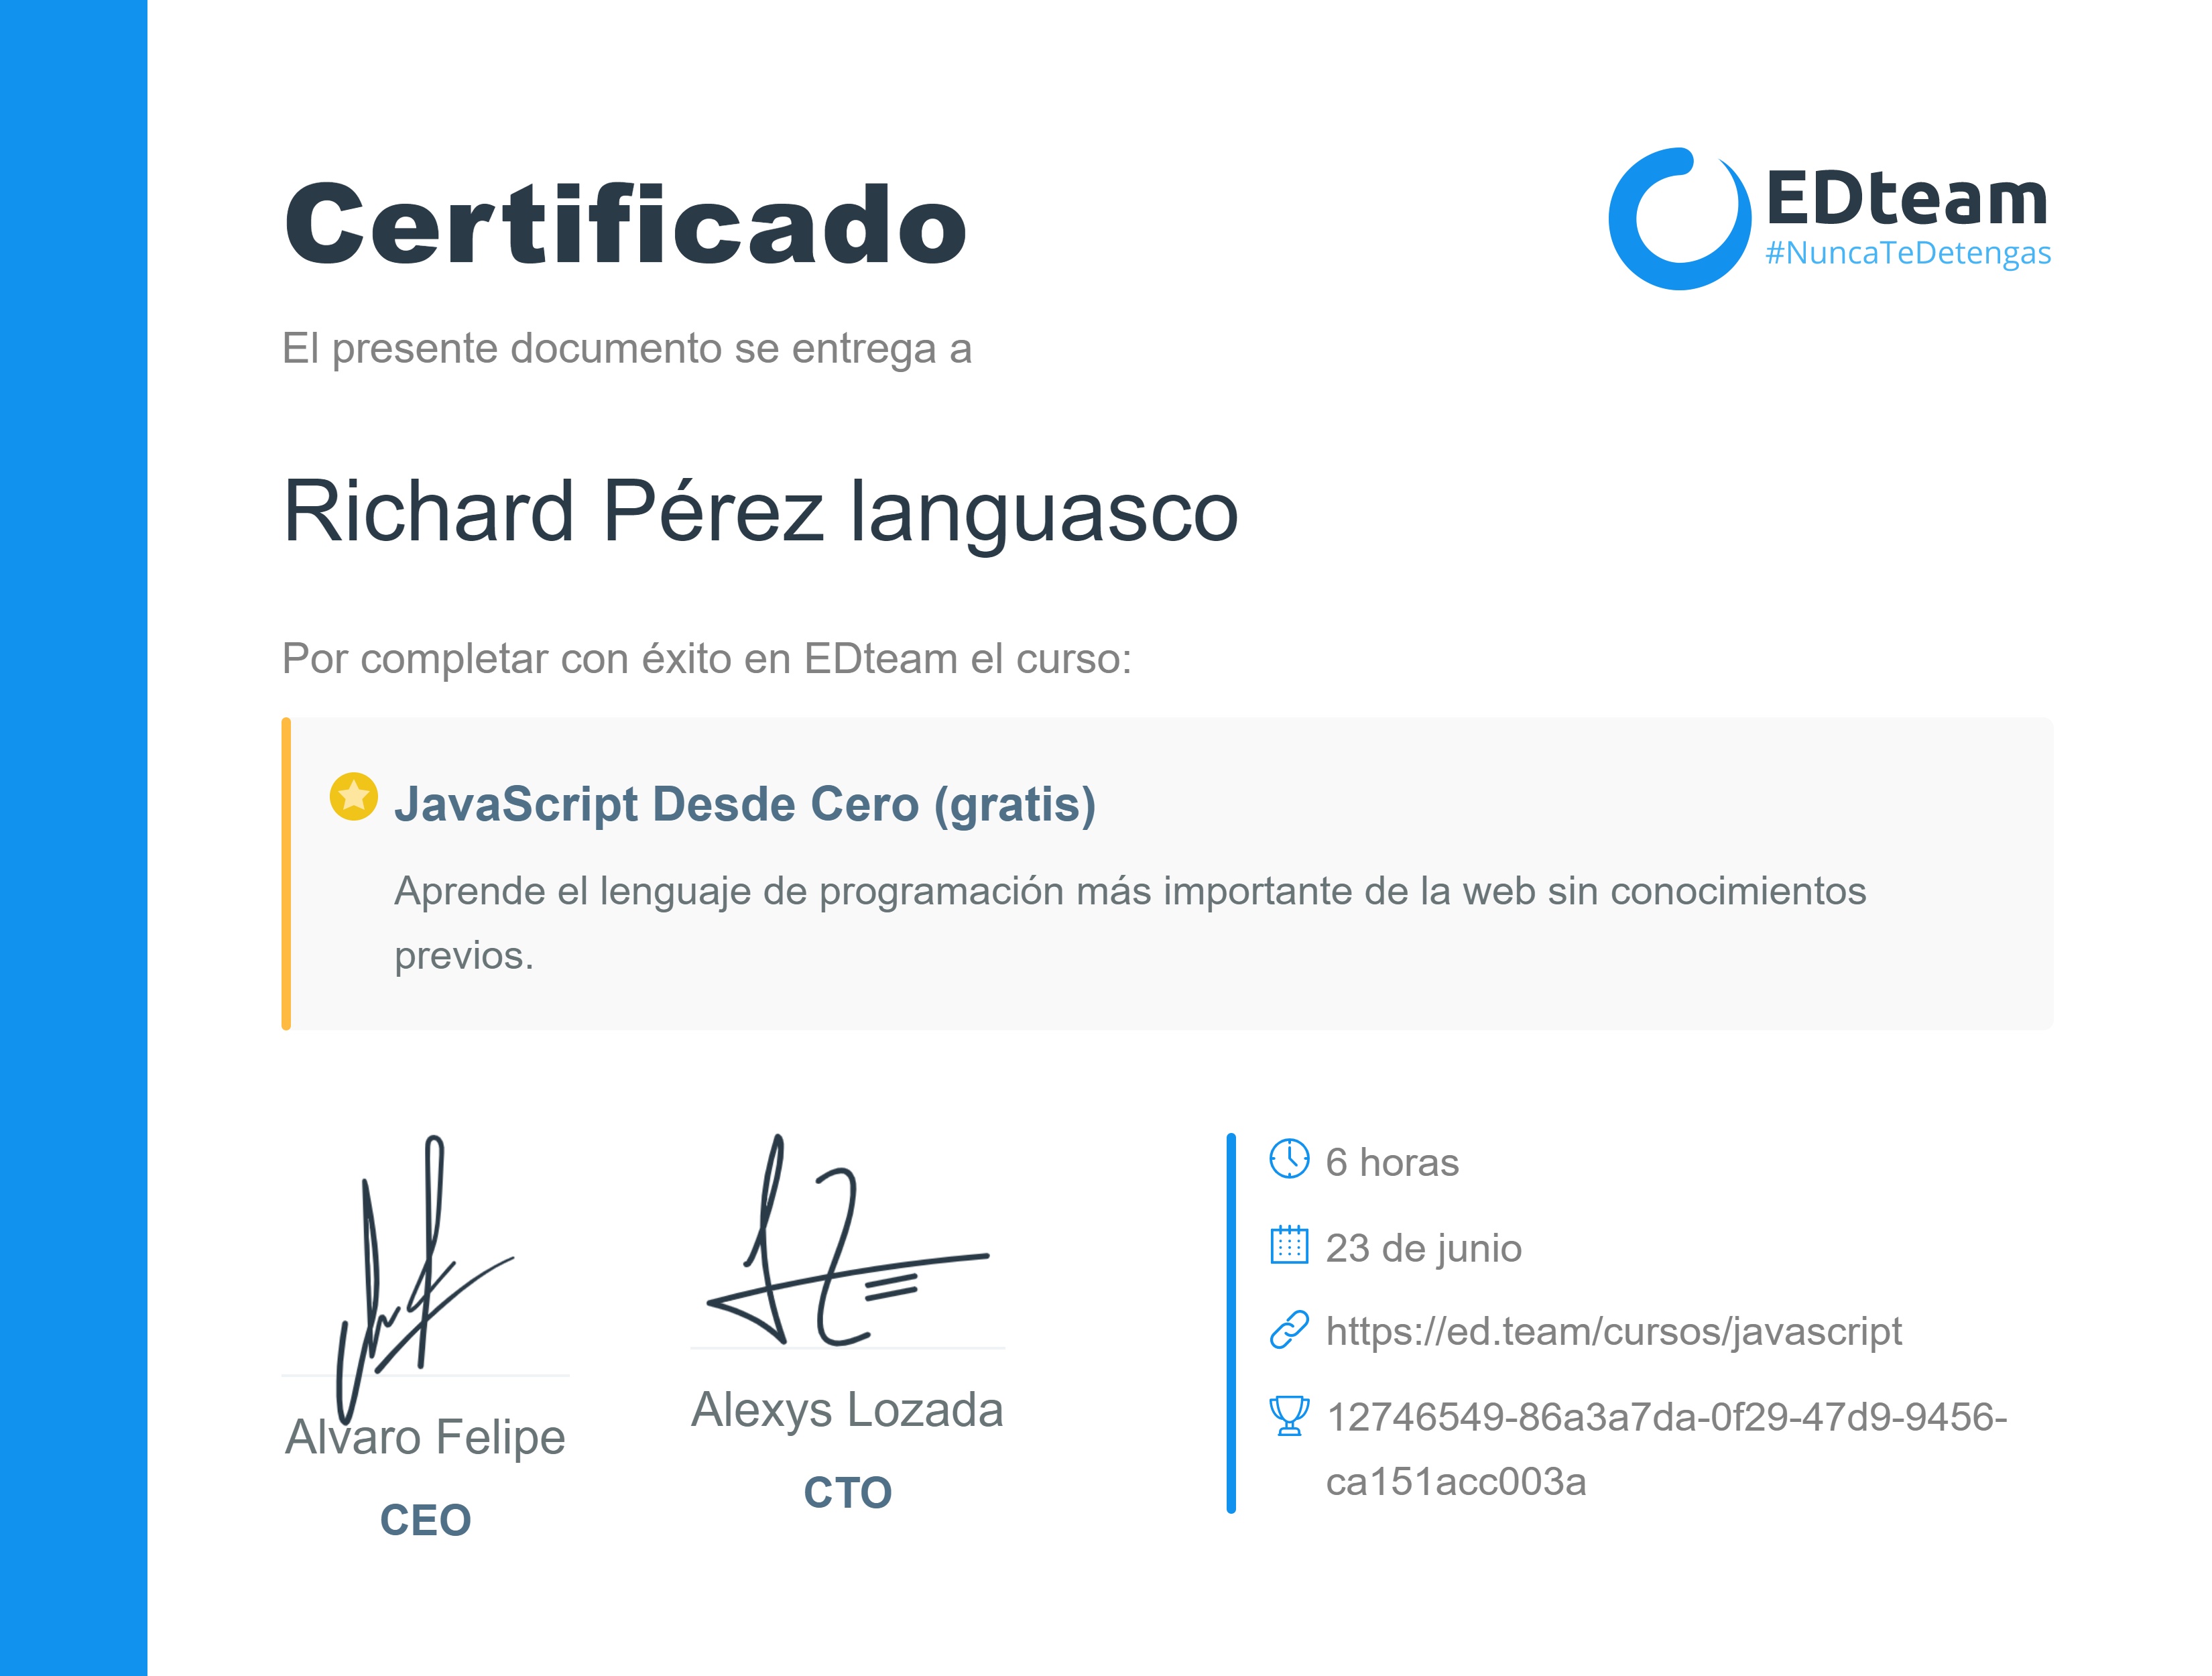 Certificado
EDteam
#NuncaTeDetengas
El presente documento se entrega a
Richard Pérez languasco
Por completar con éxito en EDteam el curso:
JavaScript Desde Cero (gratis)
Aprende el lenguaje de programación más importante de la web sin conocimientos
previos.
Alvaro Felipe
CEO
Alexys Lozada
CTO
6 horas
23 de junio
https://ed.team/cursos/javascript
12746549-86a3a7da-0f29-47d9-9456-
ca151acc003a